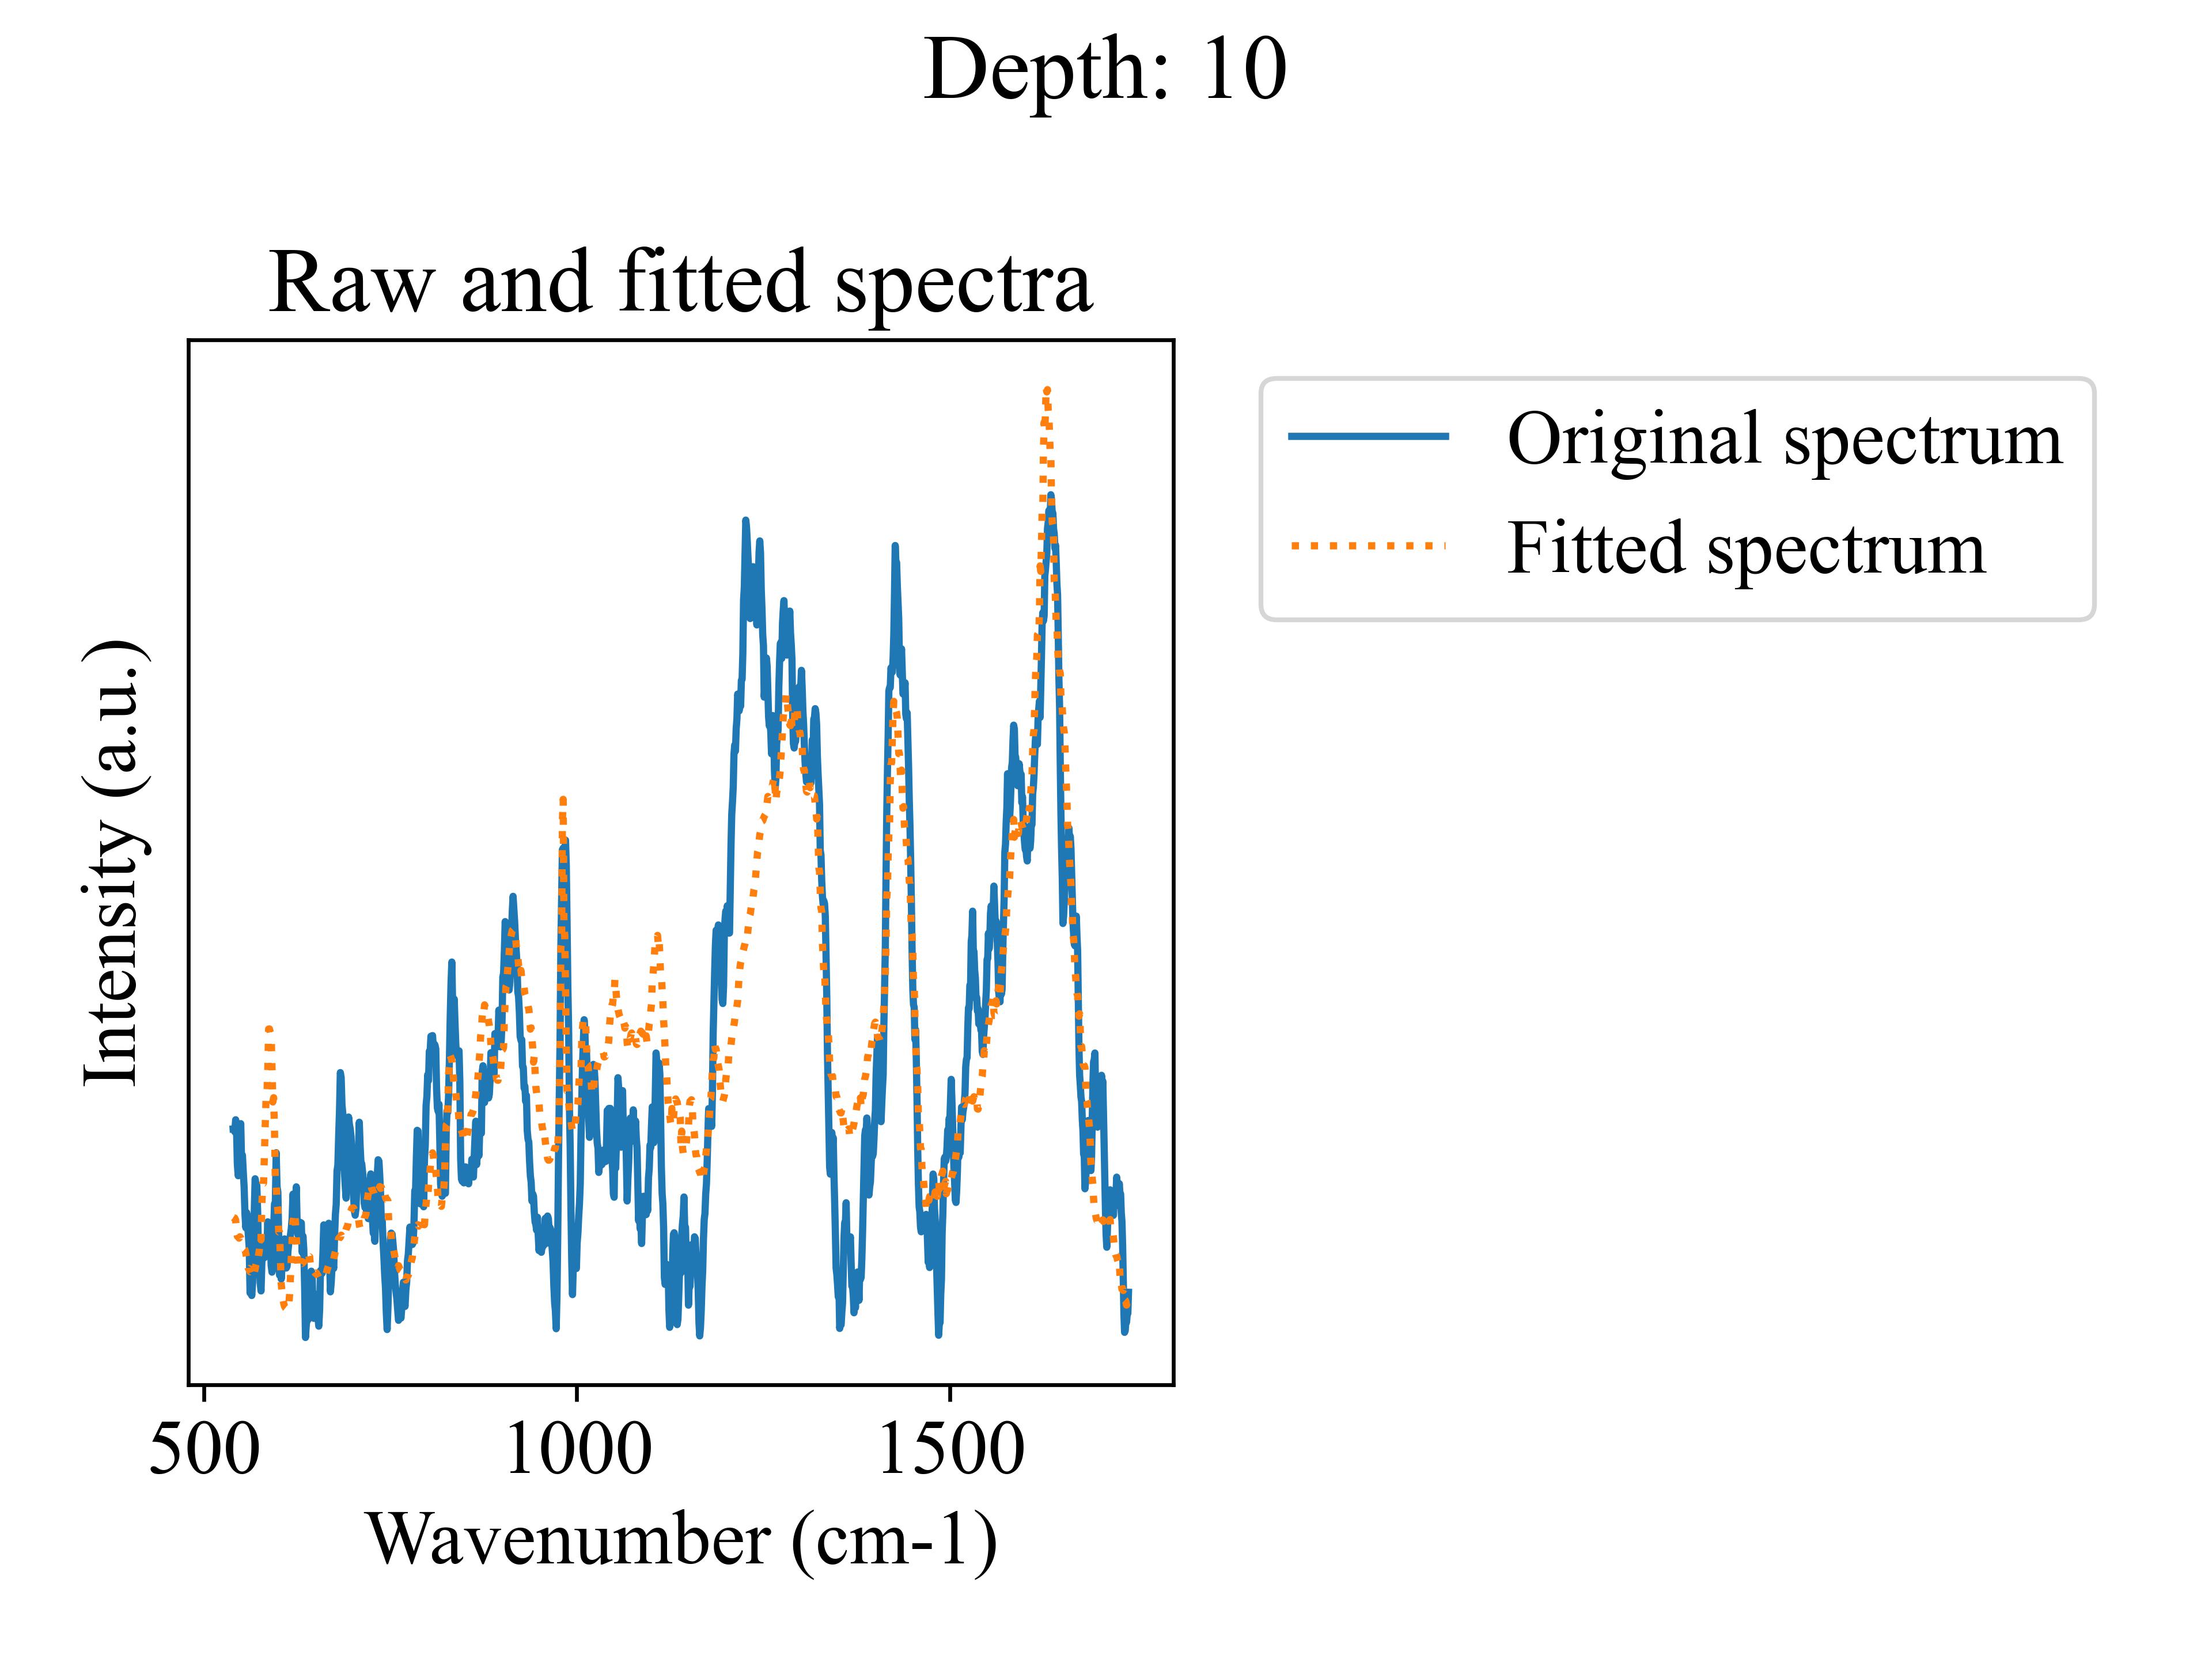 Depth: 10
Raw and fitted spectra
Original spectrum
Fitted spectrum
Intensity (a.u.)
500
1000
1500
Wavenumber (cm-1)